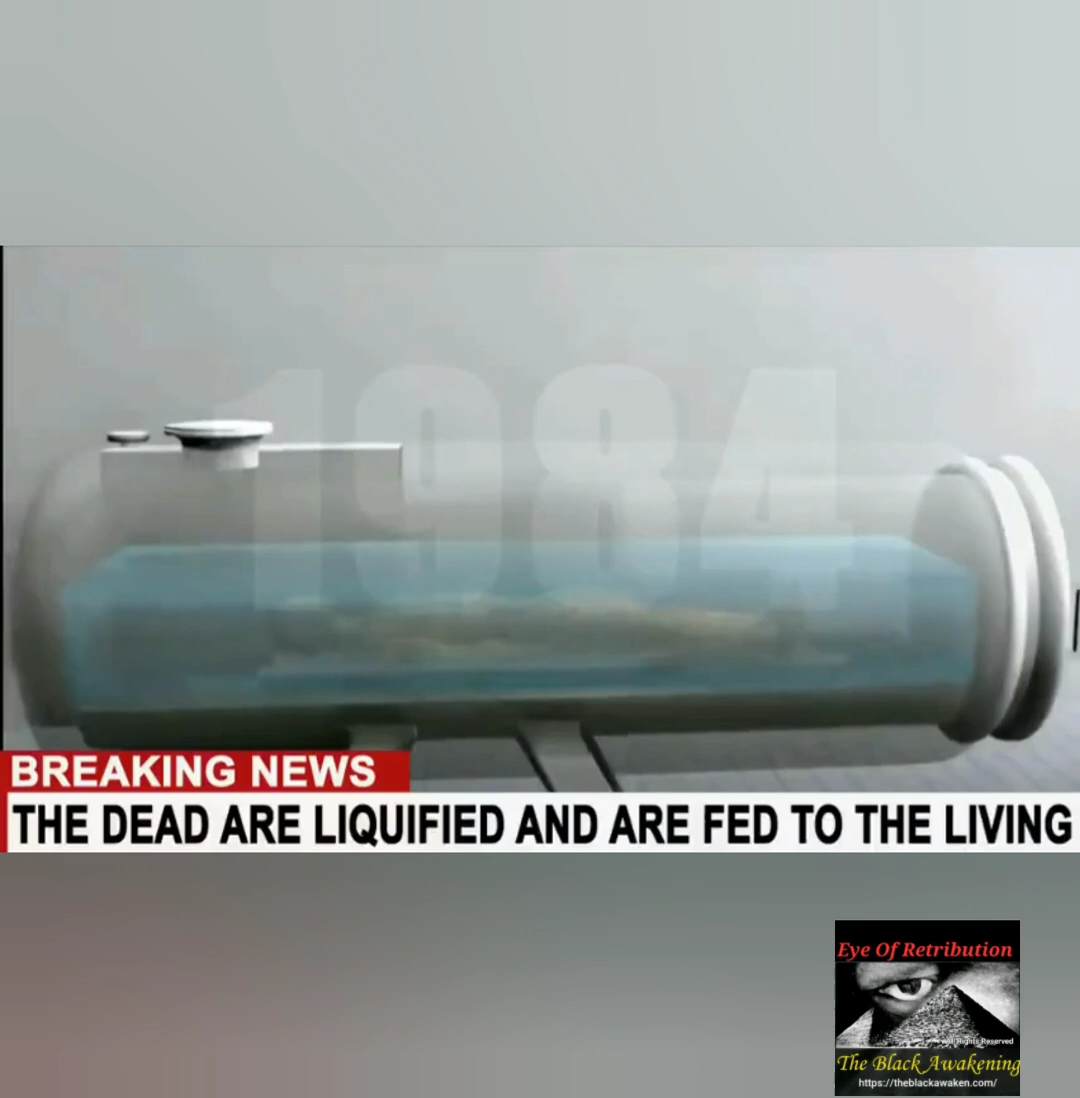 1984
BREAKING NEWS
THE DEAD ARE LIQUIFIED AND ARE FED TO THE LIVING
Eye Of Retribution
All Rights Reserved
The Black Awakening
https://theblackawaken.com/